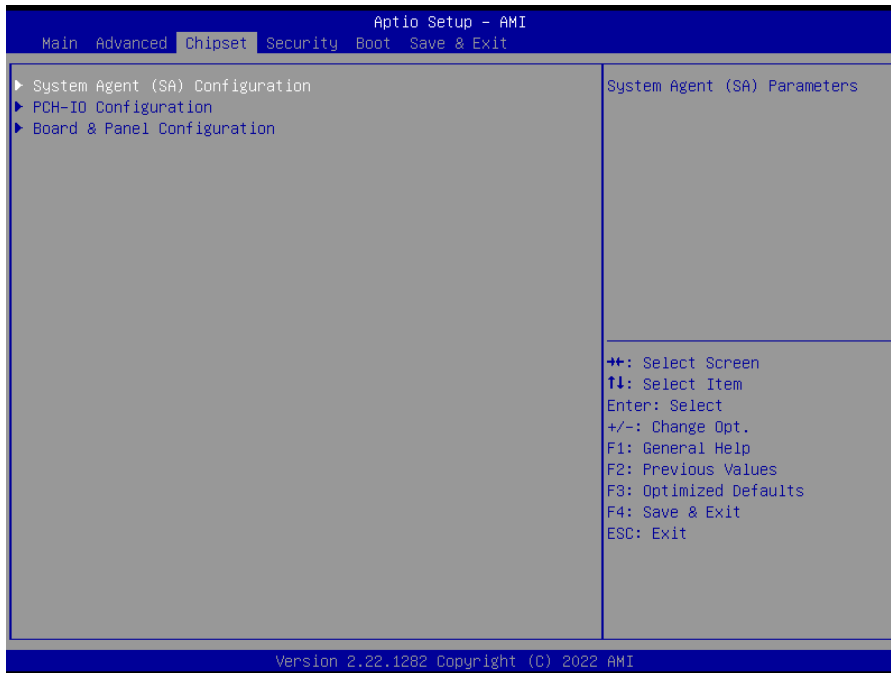 Aptio Setup – AMI
Main Advanced Chipset Security Boot Save & Exit
▶ System Agent (SA) Configuration
▶ PCH-IO Configuration
▶ Board & Panel Configuration
System Agent (SA) Parameters
→←: Select Screen
↑↓: Select Item
Enter: Select
+/-: Change Opt.
F1: General Help
F2: Previous Values
F3: Optimized Defaults
F4: Save & Exit
ESC: Exit
Version 2.22.1282 Copyright (C) 2022 AMI